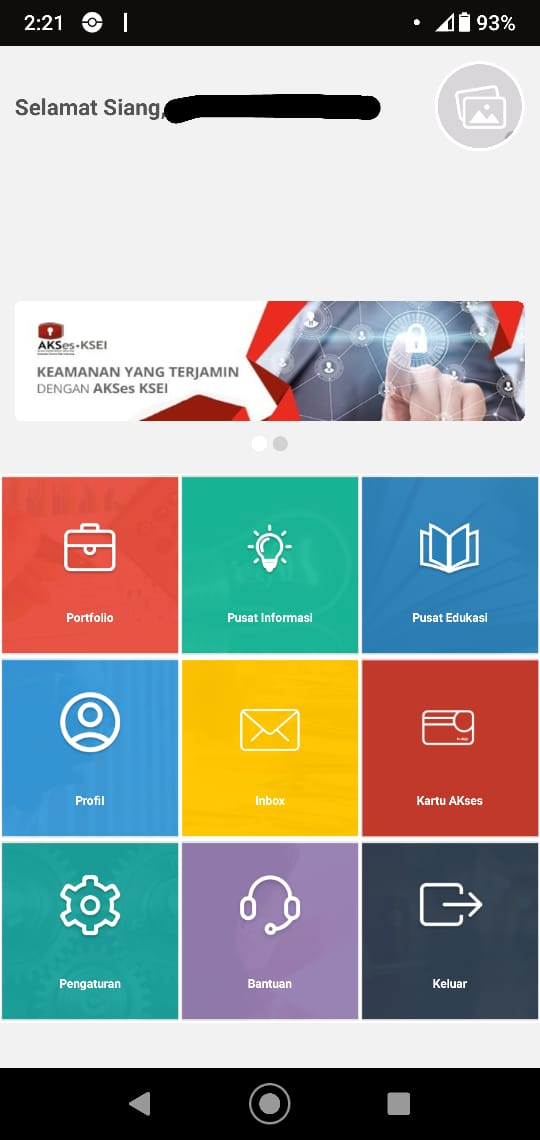 2:21
93%
Selamat Siang,
AKSes-KSEI
KEAMANAN YANG TERJAMIN
DENGAN AKSes KSEI
Portfolio
Pusat Informasi
Pusat Edukasi
Profil
Inbox
Kartu AKses
Pengaturan
Bantuan
Keluar